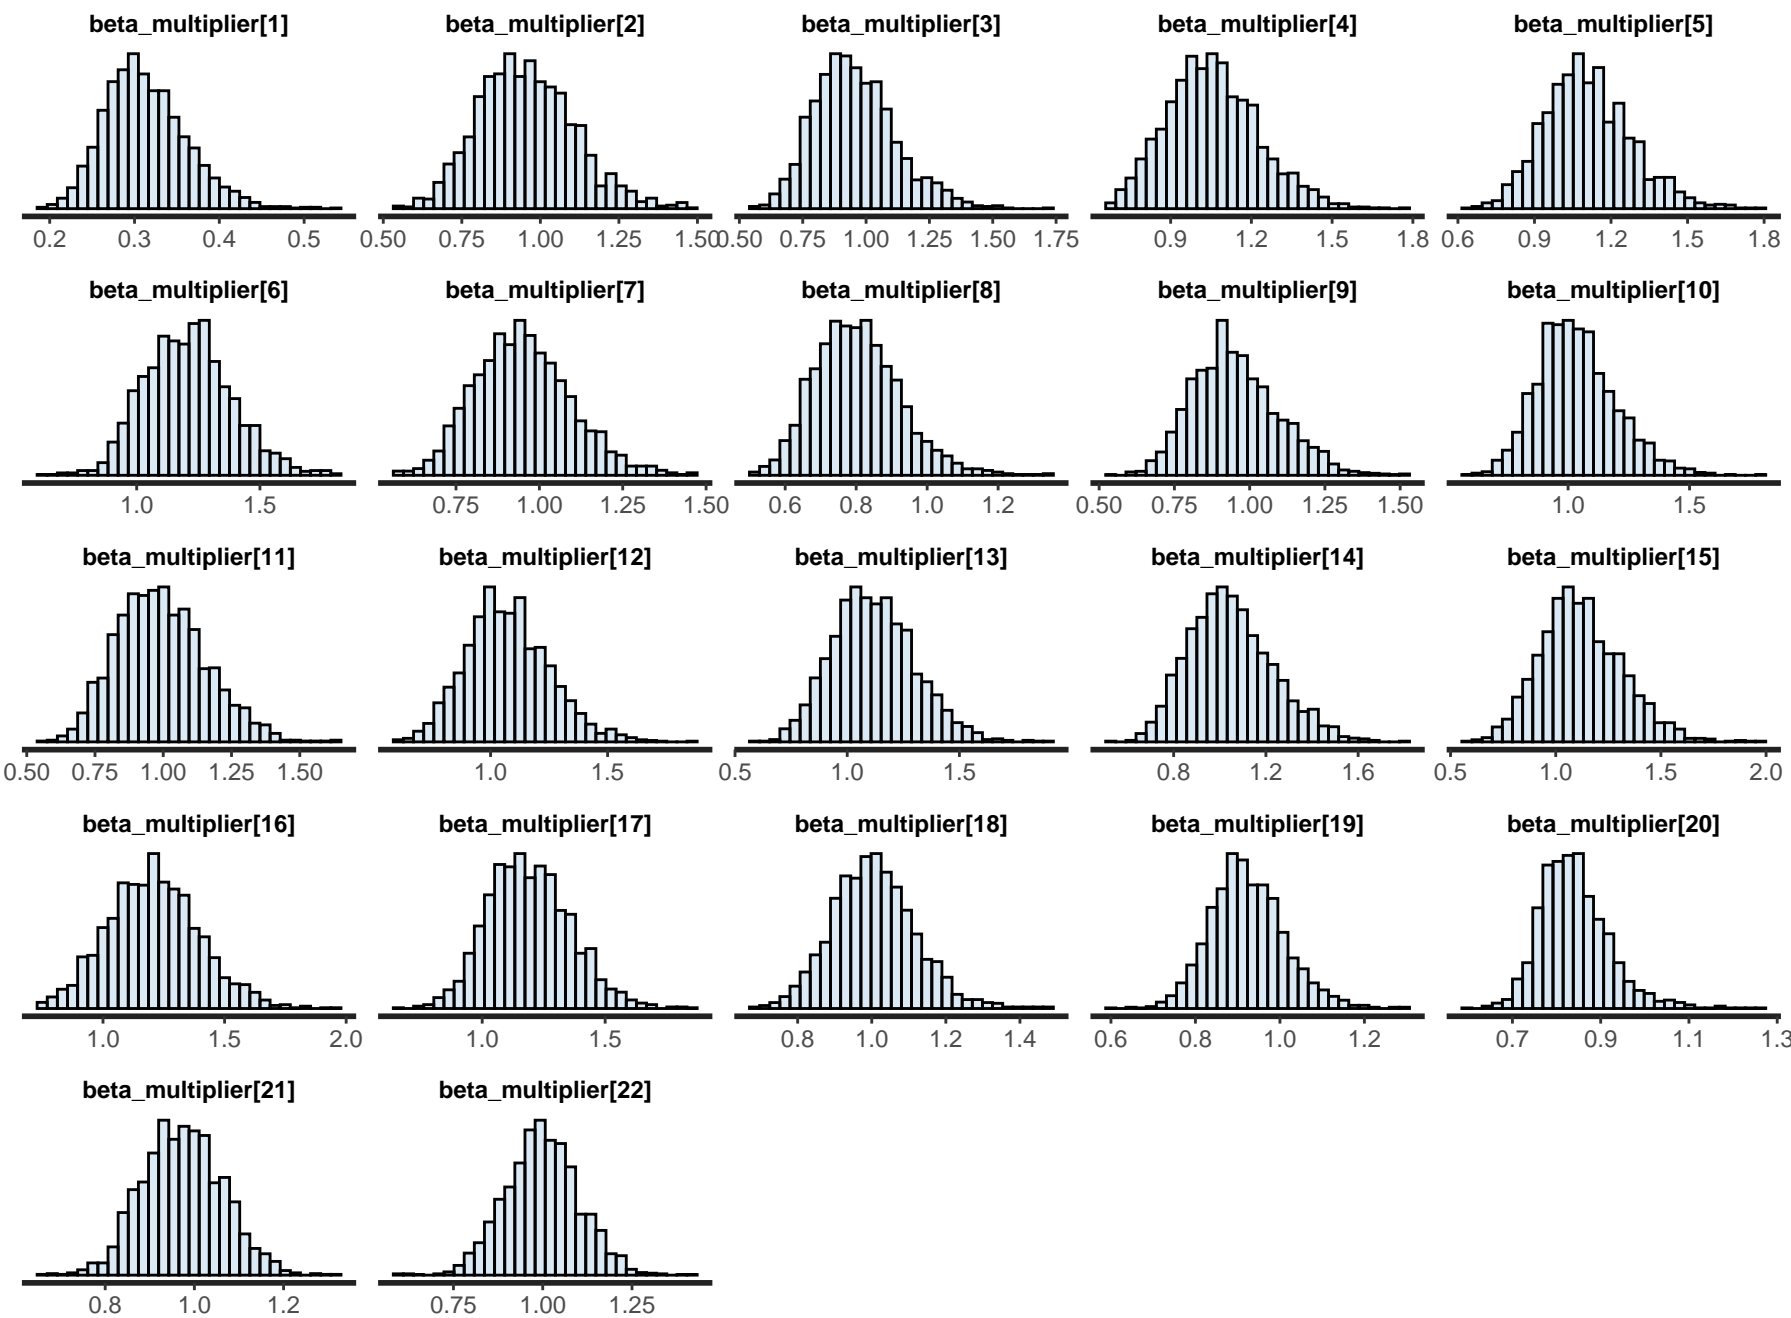 beta_multiplier[1] beta_multiplier[2] beta_multiplier[3] beta_multiplier[4] beta_multiplier[5]
0.2 0.3 0.4 0.5 0.50 0.75 1.00 1.25 1.50 0.50 0.75 1.00 1.25 1.50 1.75 0.9 1.2 1.5 1.8 0.6 0.9 1.2 1.5 1.8
beta_multiplier[6] beta_multiplier[7] beta_multiplier[8] beta_multiplier[9] beta_multiplier[10]
1.0 1.5 0.75 1.00 1.25 1.50 0.6 0.8 1.0 1.2 0.50 0.75 1.00 1.25 1.50 1.0 1.5
beta_multiplier[11] beta_multiplier[12] beta_multiplier[13] beta_multiplier[14] beta_multiplier[15]
0.50 0.75 1.00 1.25 1.50 1.0 1.5 0.5 1.0 1.5 0.8 1.2 1.6 0.5 1.0 1.5 2.0
beta_multiplier[16] beta_multiplier[17] beta_multiplier[18] beta_multiplier[19] beta_multiplier[20]
1.0 1.5 2.0 1.0 1.5 0.8 1.0 1.2 1.4 0.6 0.8 1.0 1.2 0.7 0.9 1.1 1.3
beta_multiplier[21] beta_multiplier[22]
0.8 1.0 1.2 0.75 1.00 1.25